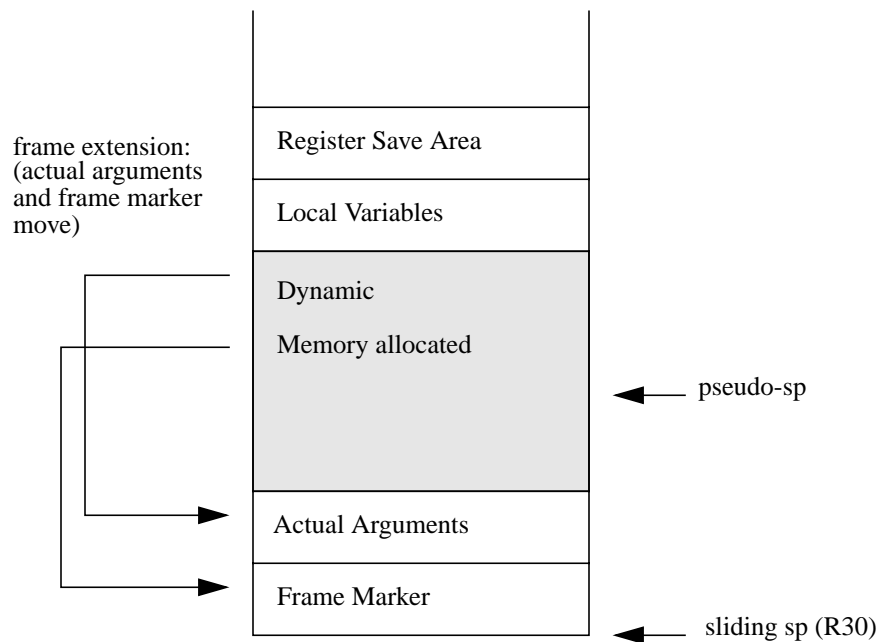 Register Save Area
frame extension:
(actual arguments
and frame marker
move)
Local Variables
Dynamic
Memory allocated
pseudo-sp
Actual Arguments
Frame Marker
sliding sp (R30)